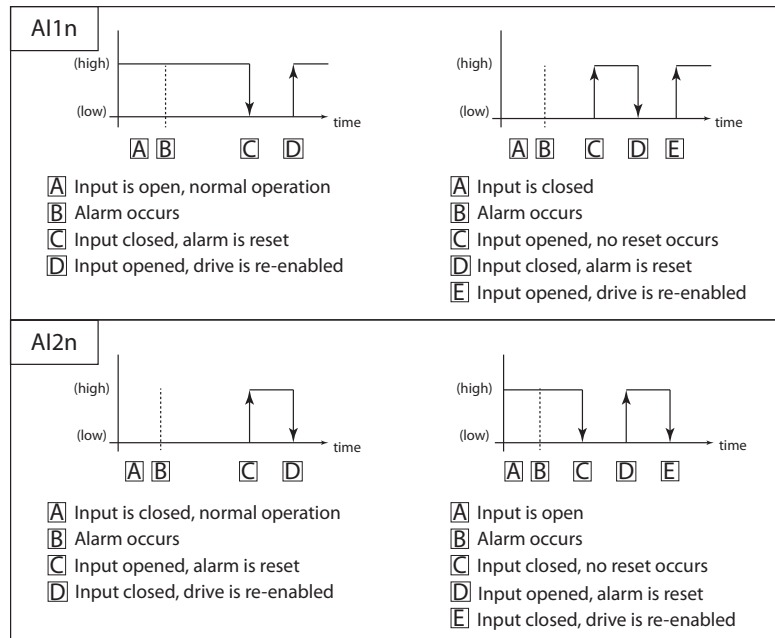 AI1n
(high)
(low)
time
A B C D
A Input is open, normal operation
B Alarm occurs
C Input closed, alarm is reset
D Input opened, drive is re-enabled
(high)
(low)
time
A B C D E
A Input is closed
B Alarm occurs
C Input opened, no reset occurs
D Input closed, alarm is reset
E Input opened, drive is re-enabled
AI2n
(high)
(low)
time
A B C D
A Input is closed, normal operation
B Alarm occurs
C Input opened, alarm is reset
D Input closed, drive is re-enabled
(high)
(low)
time
A B C D E
A Input is open
B Alarm occurs
C Input closed, no reset occurs
D Input opened, alarm is reset
E Input closed, drive is re-enabled